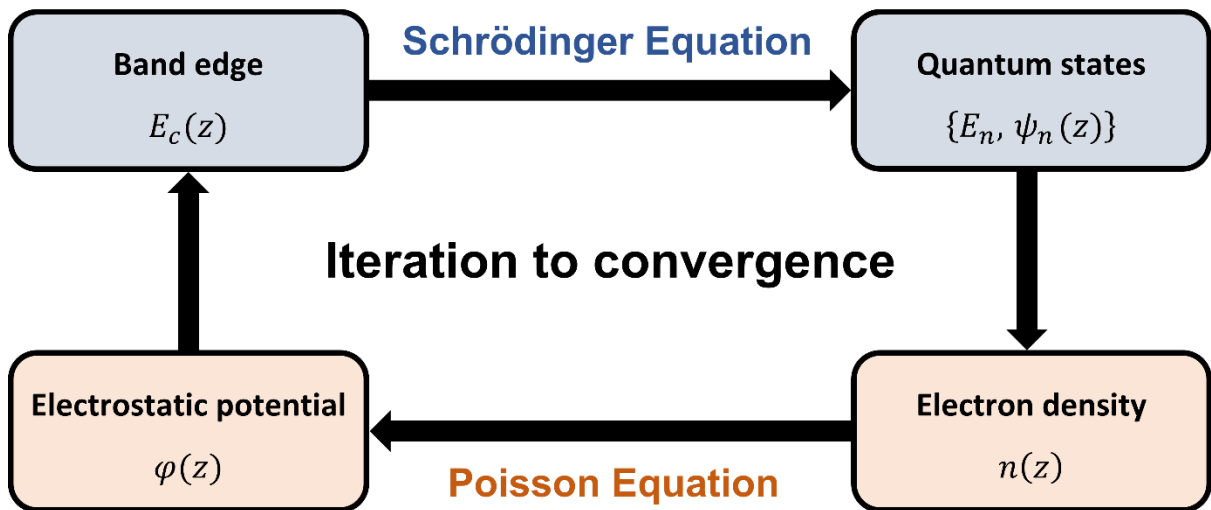 Band edge
E_c(z)
Schrödinger Equation
Quantum states
{E_n, ψ_n(z)}
Iteration to convergence
Electrostatic potential
φ(z)
Poisson Equation
Electron density
n(z)